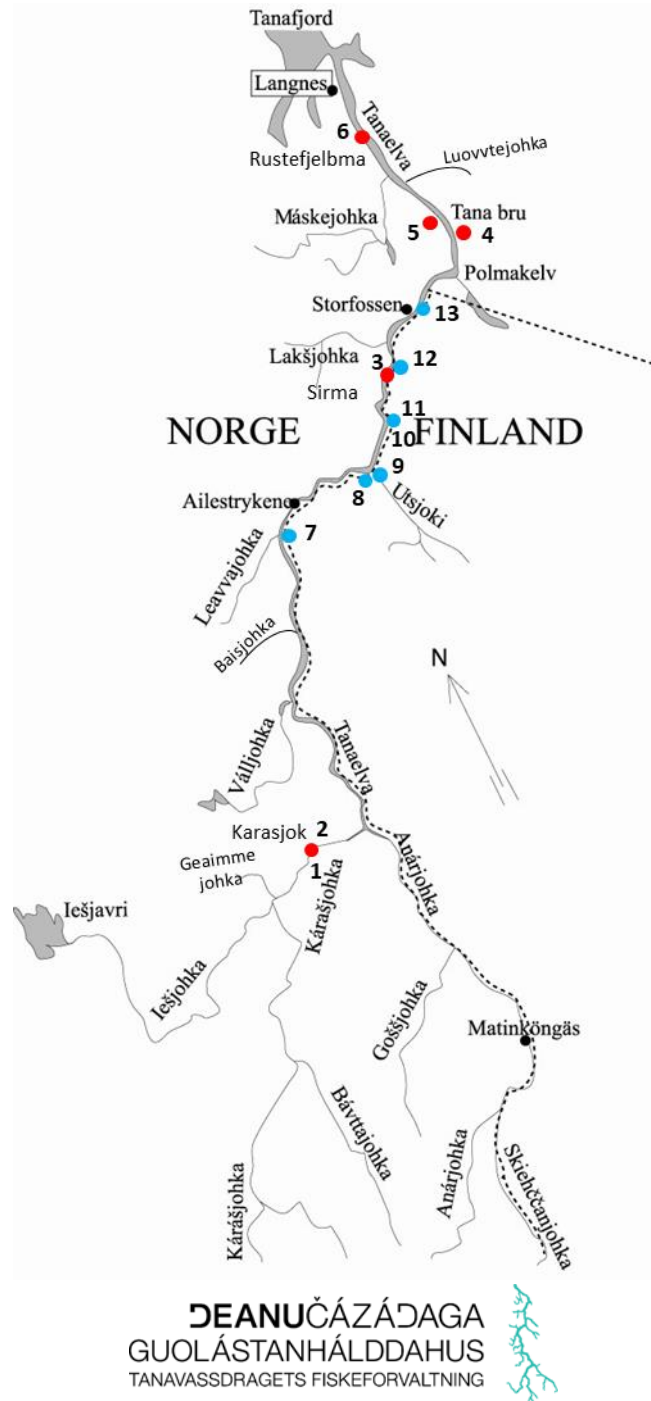 Tanafjord
Langnes
6
Tanaelva
Rustefjelbma
Luovvtejohka
Máskejohka
5
Tana bru
4
Polmakelv
Storfossen
13
Lakšjohka
3
12
Sirma
11
NORGE
10
FINLAND
9
8
Utsjoki
Ailestrykene
7
Leavvajohka
Baisjohka
N
Válljohka
Tanaelva
Karasjok
2
Anárjohka
Geaimme
johka
1
Kárašjohka
Iešjavri
Iešjohka
Goššjohka
Matinköngäs
Bávttajohka
Anárjohka
Skiehččanjohka
Kárášjohka
DEANUČÁZÁDAGA
GUOLÁSTANHÁLDDAHUS
TANAVASSDRAGETS FISKEFORVALTNING